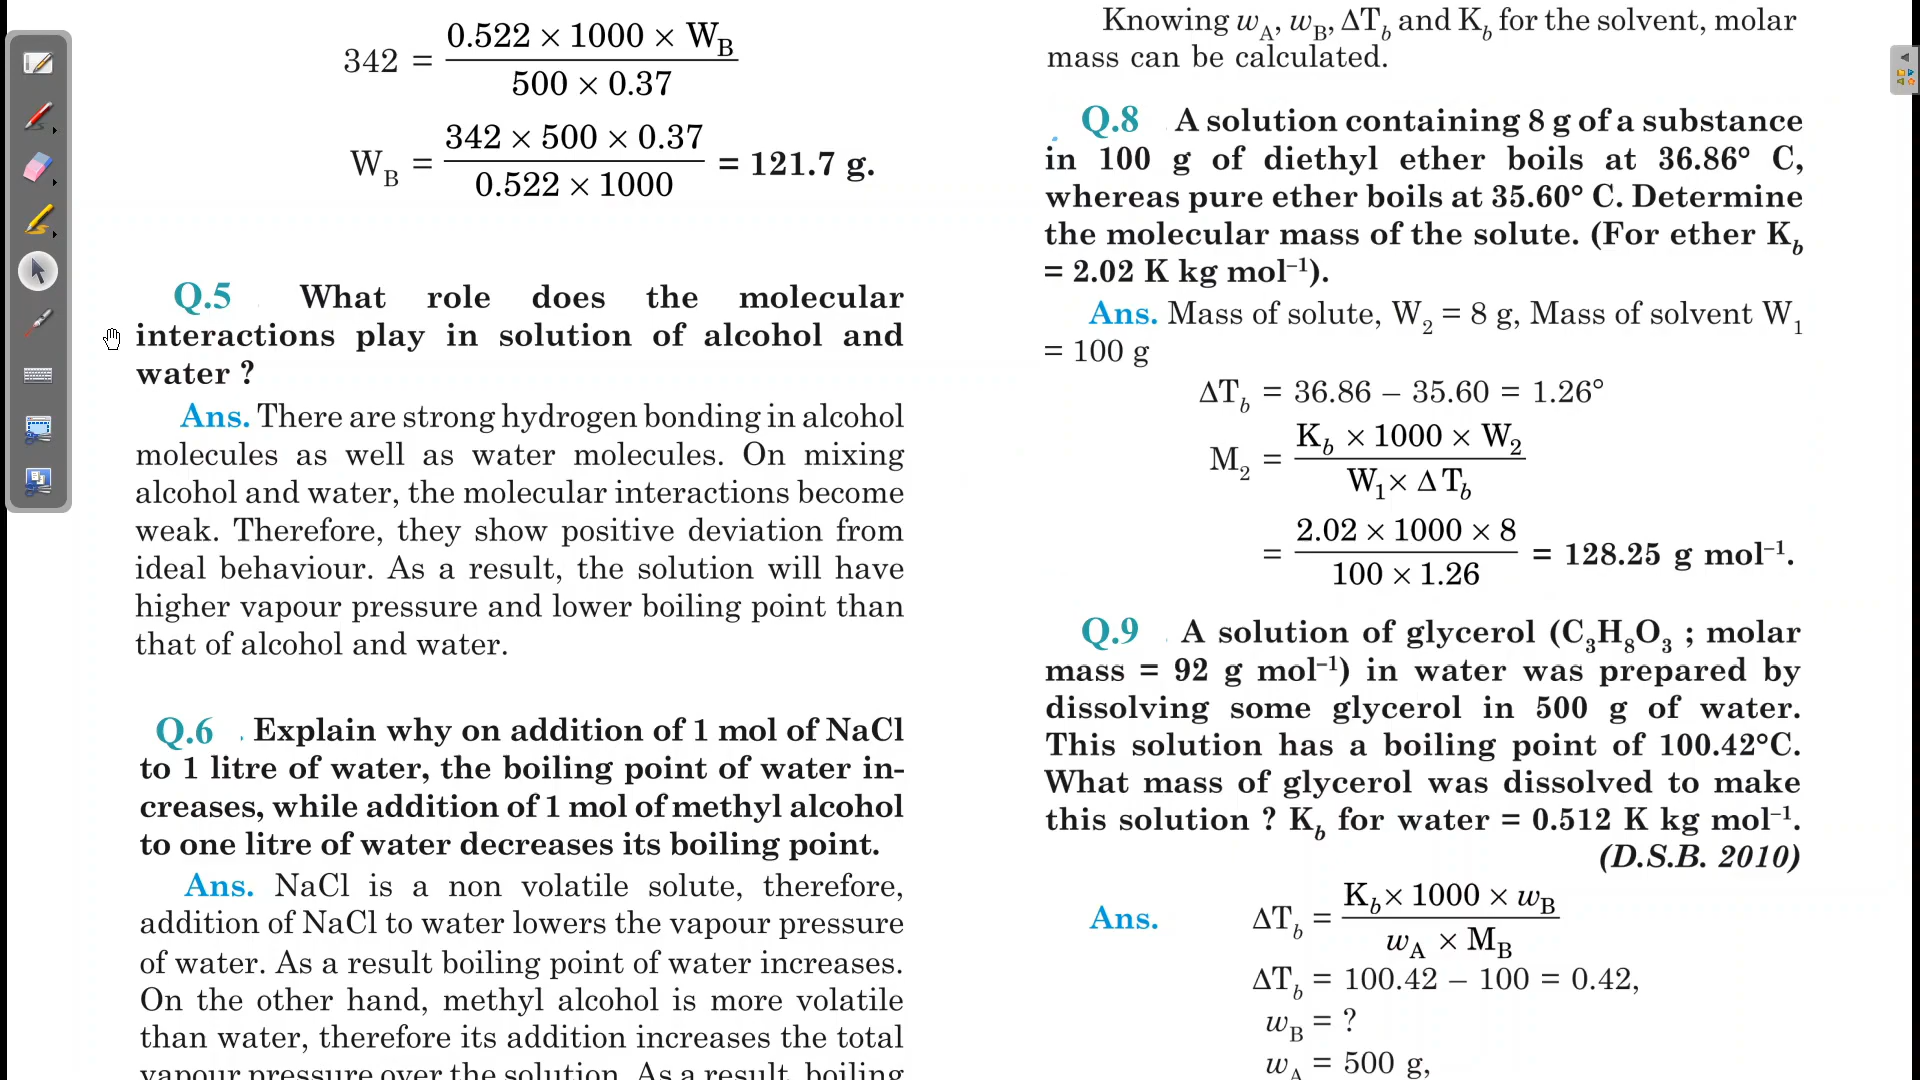 342 = 0.522 × 1000 × W_B / 500 × 0.37
W_B = 342 × 500 × 0.37 / 0.522 × 1000 = 121.7 g.
Q.5 What role does the molecular
interactions play in solution of alcohol and
water ?
Ans. There are strong hydrogen bonding in alcohol
molecules as well as water molecules. On mixing
alcohol and water, the molecular interactions become
weak. Therefore, they show positive deviation from
ideal behaviour. As a result, the solution will have
higher vapour pressure and lower boiling point than
that of alcohol and water.
Q.6 Explain why on addition of 1 mol of NaCl
to 1 litre of water, the boiling point of water in-
creases, while addition of 1 mol of methyl alcohol
to one litre of water decreases its boiling point.
Ans. NaCl is a non volatile solute, therefore,
addition of NaCl to water lowers the vapour pressure
of water. As a result boiling point of water increases.
On the other hand, methyl alcohol is more volatile
than water, therefore its addition increases the total
vapour pressure over the solution. As a result, boiling
Knowing w_A, w_B, ΔT_b and K_b for the solvent, molar
mass can be calculated.
Q.8 A solution containing 8 g of a substance
in 100 g of diethyl ether boils at 36.86° C,
whereas pure ether boils at 35.60° C. Determine
the molecular mass of the solute. (For ether K_b
= 2.02 K kg mol⁻¹).
Ans. Mass of solute, W₂ = 8 g, Mass of solvent W₁
= 100 g
ΔT_b = 36.86 – 35.60 = 1.26°
M₂ = K_b × 1000 × W₂ / W₁ × Δ T_b
= 2.02 × 1000 × 8 / 100 × 1.26 = 128.25 g mol⁻¹.
Q.9 A solution of glycerol (C₃H₈O₃ ; molar
mass = 92 g mol⁻¹) in water was prepared by
dissolving some glycerol in 500 g of water.
This solution has a boiling point of 100.42°C.
What mass of glycerol was dissolved to make
this solution ? K_b for water = 0.512 K kg mol⁻¹.
(D.S.B. 2010)
Ans. ΔT_b = K_b × 1000 × w_B / w_A × M_B
ΔT_b = 100.42 – 100 = 0.42,
w_B = ?
w_A = 500 g,